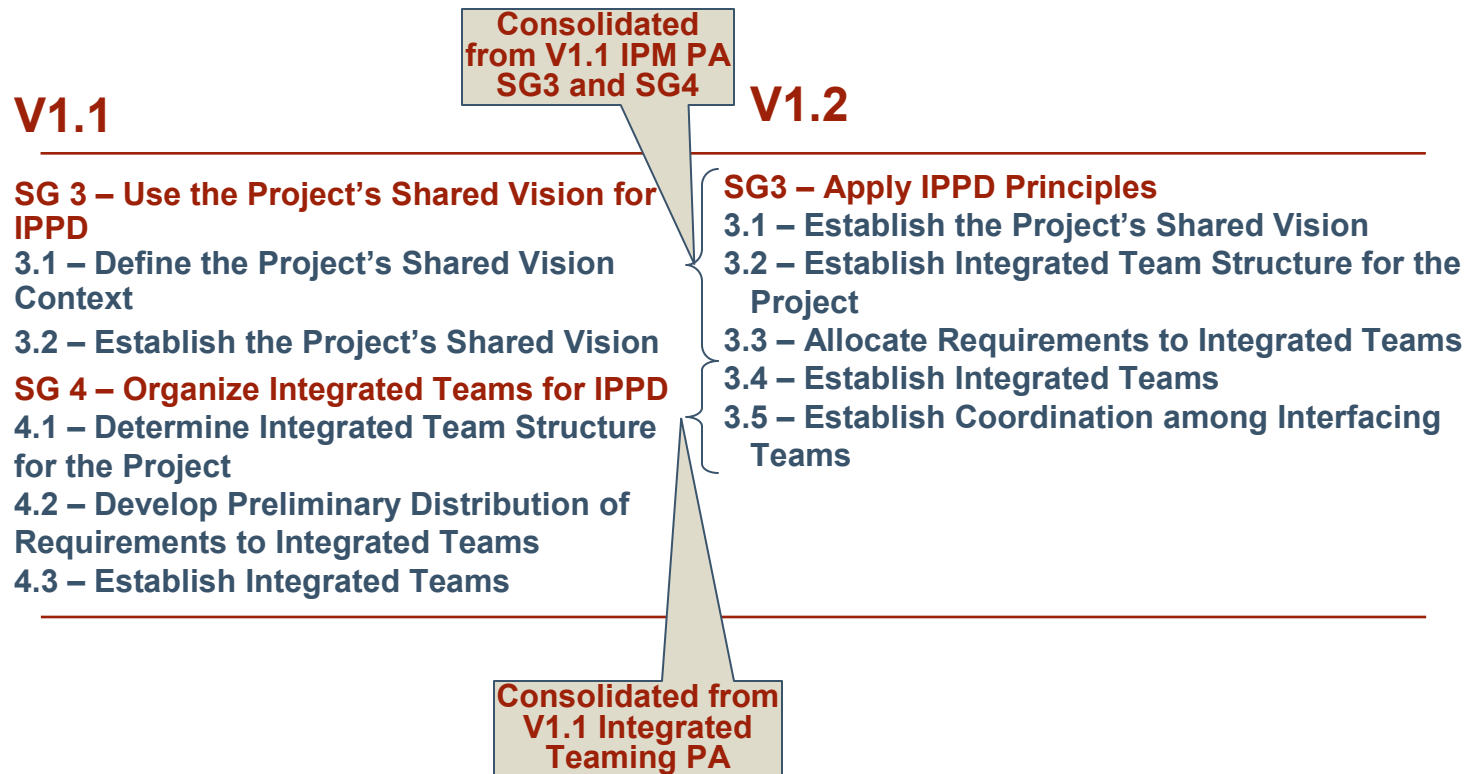 Consolidated
from V1.1 IPM PA
SG3 and SG4
V1.1
V1.2
SG 3 – Use the Project’s Shared Vision for
IPPD
3.1 – Define the Project’s Shared Vision
Context
3.2 – Establish the Project’s Shared Vision
SG 4 – Organize Integrated Teams for IPPD
4.1 – Determine Integrated Team Structure
for the Project
4.2 – Develop Preliminary Distribution of
Requirements to Integrated Teams
4.3 – Establish Integrated Teams
SG3 – Apply IPPD Principles
3.1 – Establish the Project’s Shared Vision
3.2 – Establish Integrated Team Structure for the
Project
3.3 – Allocate Requirements to Integrated Teams
3.4 – Establish Integrated Teams
3.5 – Establish Coordination among Interfacing
Teams
Consolidated from
V1.1 Integrated
Teaming PA